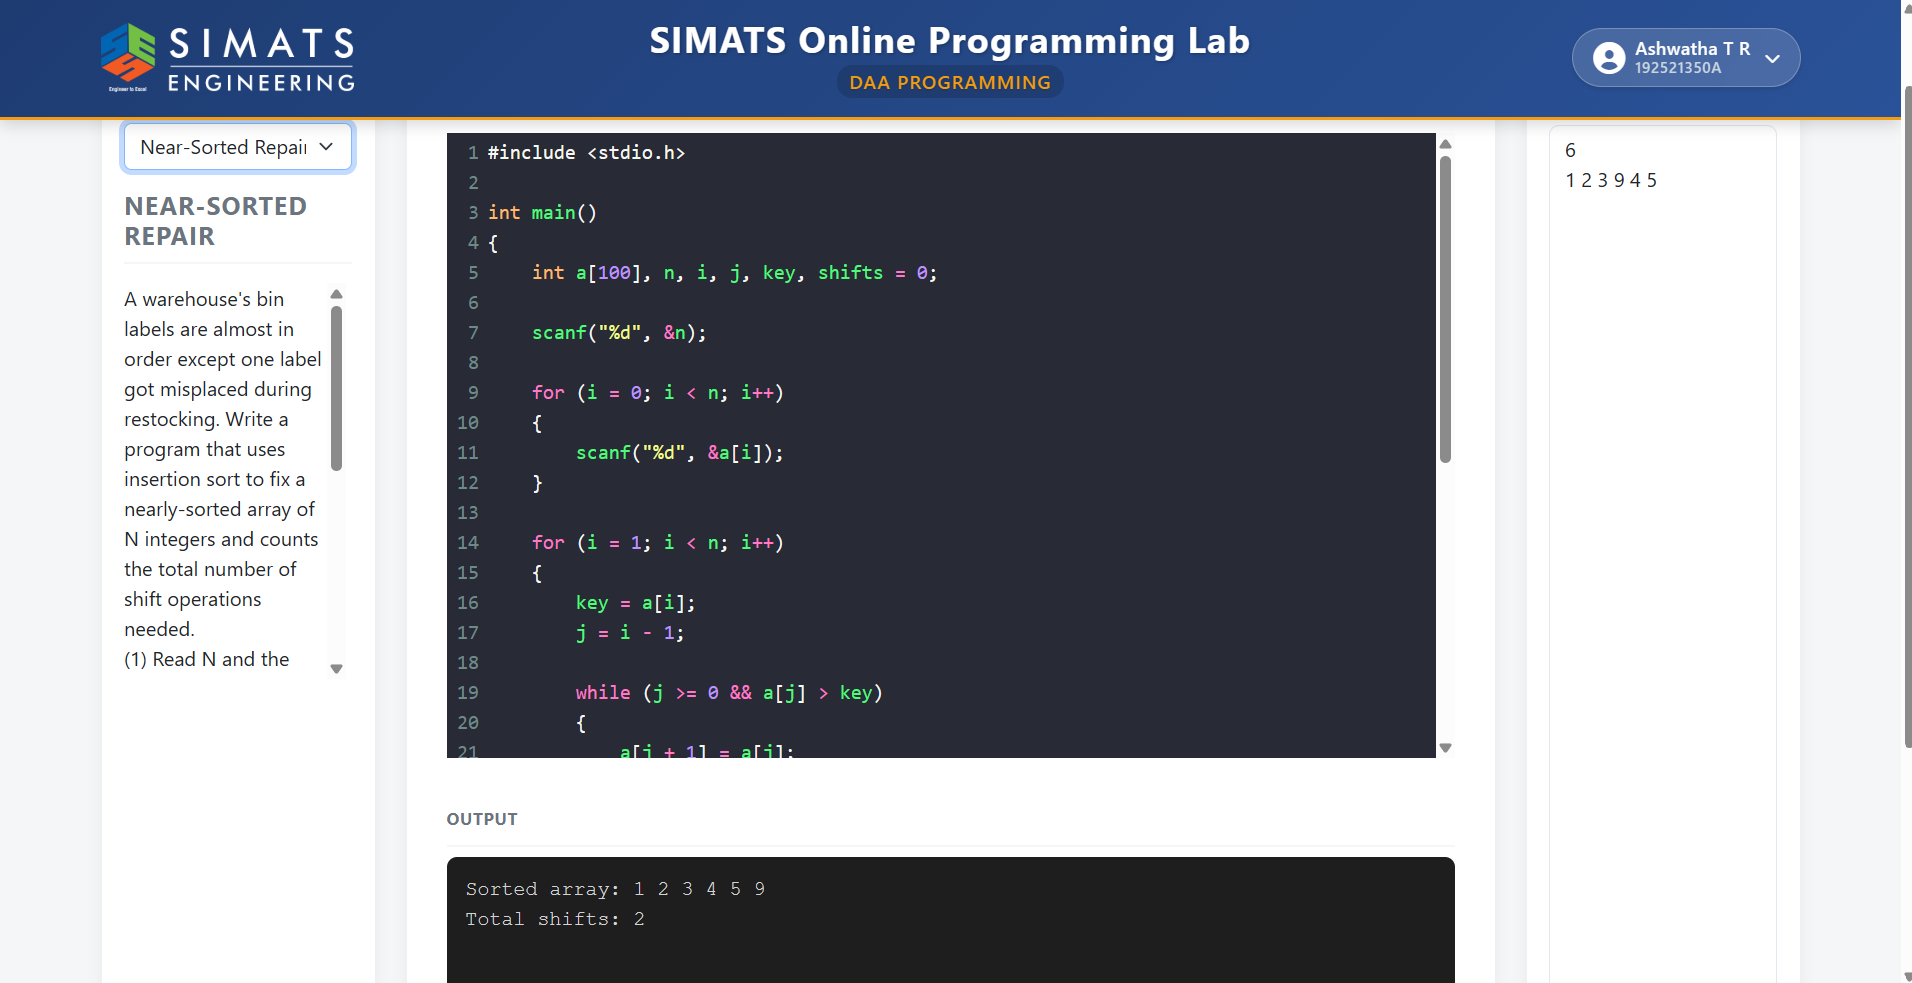 SIMATS
ENGINEERING
Engineer to Excel
SIMATS Online Programming Lab
DAA PROGRAMMING
Ashwatha T R
192521350A
Near-Sorted Repair
NEAR-SORTED
REPAIR
A warehouse's bin
labels are almost in
order except one label
got misplaced during
restocking. Write a
program that uses
insertion sort to fix a
nearly-sorted array of
N integers and counts
the total number of
shift operations
needed.
(1) Read N and the
1 #include <stdio.h>
2
3 int main()
4 {
5     int a[100], n, i, j, key, shifts = 0;
6
7     scanf("%d", &n);
8
9     for (i = 0; i < n; i++)
10     {
11         scanf("%d", &a[i]);
12     }
13
14     for (i = 1; i < n; i++)
15     {
16         key = a[i];
17         j = i - 1;
18
19         while (j >= 0 && a[j] > key)
20         {
21             a[j + 1] = a[j];
OUTPUT
Sorted array: 1 2 3 4 5 9
Total shifts: 2
6
1 2 3 9 4 5